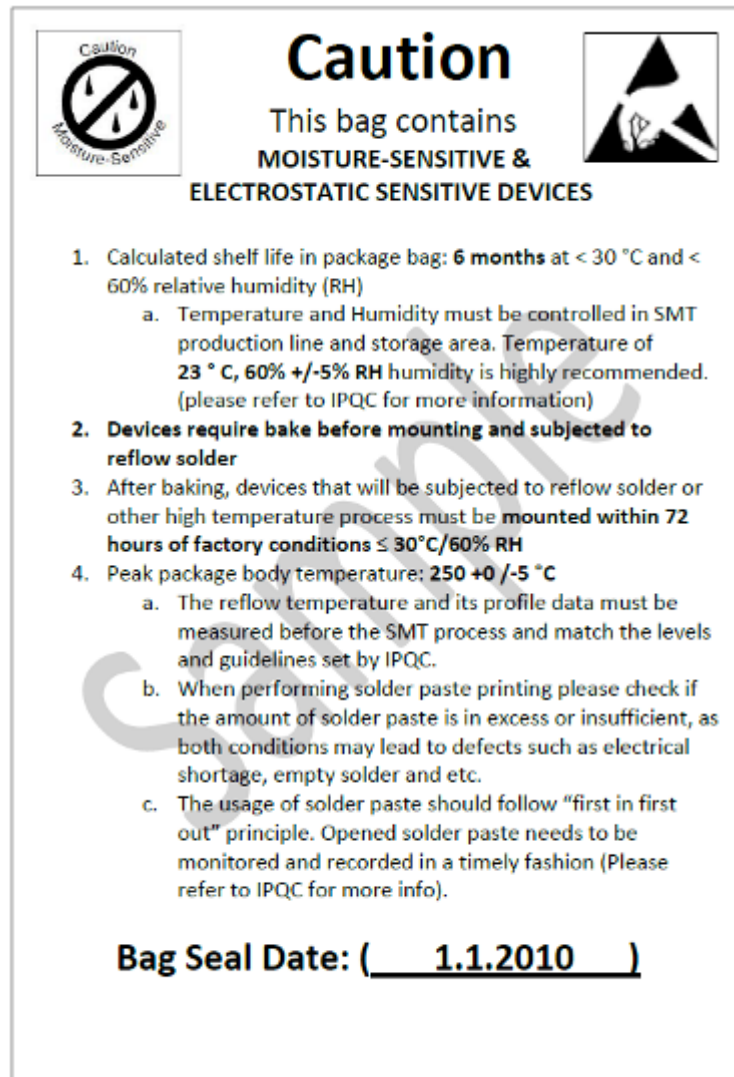 Caution
Moisture-Sensitive
Caution
This bag contains
MOISTURE-SENSITIVE &
ELECTROSTATIC SENSITIVE DEVICES
1. Calculated shelf life in package bag: 6 months at < 30 °C and <
60% relative humidity (RH)
a. Temperature and Humidity must be controlled in SMT
production line and storage area. Temperature of
23 ° C, 60% +/-5% RH humidity is highly recommended.
(please refer to IPQC for more information)
2. Devices require bake before mounting and subjected to
reflow solder
3. After baking, devices that will be subjected to reflow solder or
other high temperature process must be mounted within 72
hours of factory conditions ≤ 30°C/60% RH
4. Peak package body temperature: 250 +0 /-5 °C
a. The reflow temperature and its profile data must be
measured before the SMT process and match the levels
and guidelines set by IPQC.
b. When performing solder paste printing please check if
the amount of solder paste is in excess or insufficient, as
both conditions may lead to defects such as electrical
shortage, empty solder and etc.
c. The usage of solder paste should follow “first in first
out” principle. Opened solder paste needs to be
monitored and recorded in a timely fashion (Please
refer to IPQC for more info).
Bag Seal Date: ( 1.1.2010 )
Sample